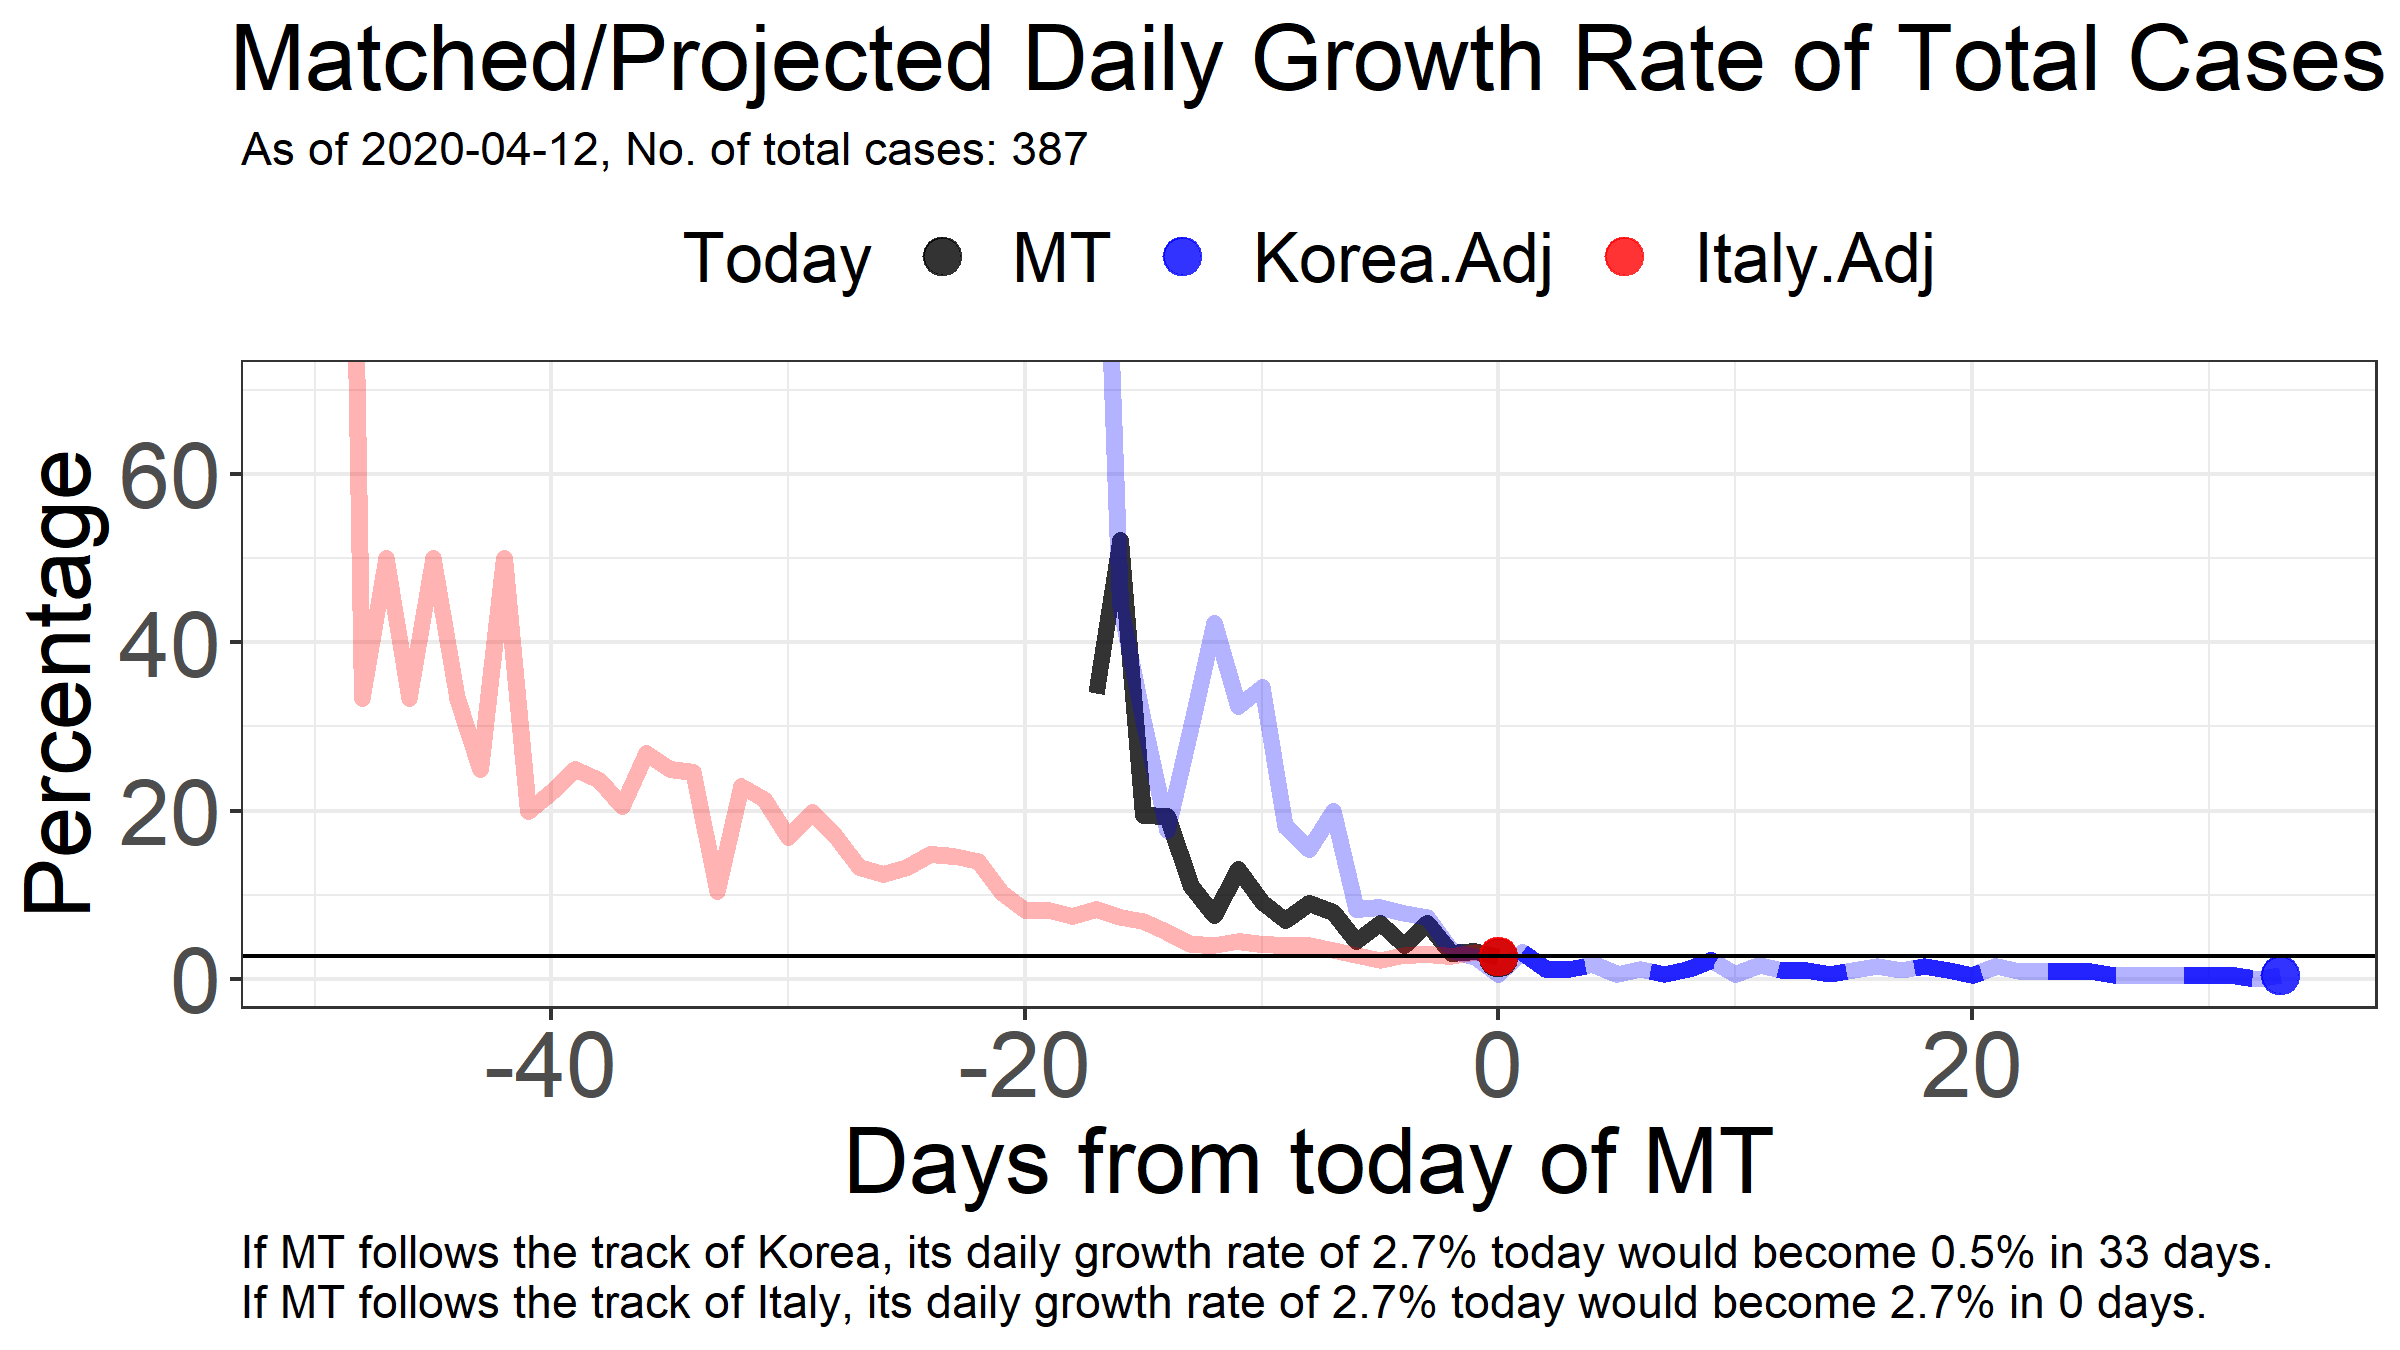 Matched/Projected Daily Growth Rate of Total Cases
As of 2020-04-12, No. of total cases: 387
Today MT Korea.Adj Italy.Adj
Percentage
60
40
20
0
-40 -20 0 20
Days from today of MT
If MT follows the track of Korea, its daily growth rate of 2.7% today would become 0.5% in 33 days.
If MT follows the track of Italy, its daily growth rate of 2.7% today would become 2.7% in 0 days.